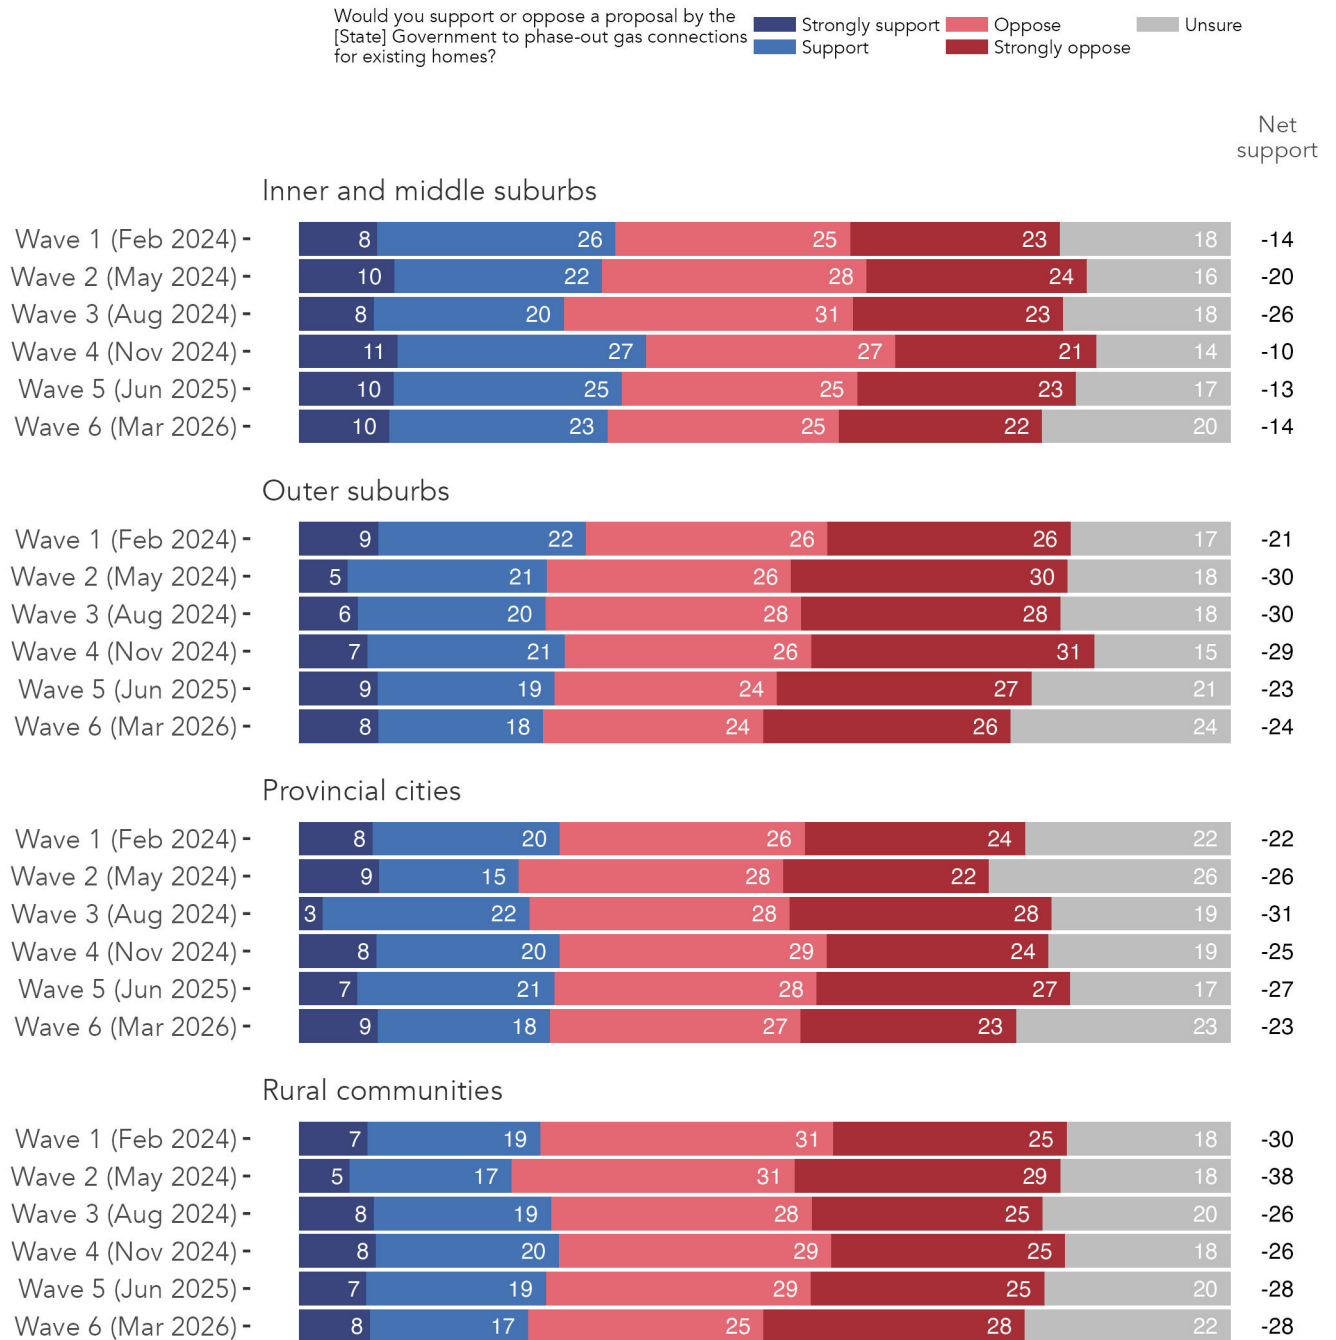 Would you support or oppose a proposal by the
[State] Government to phase-out gas connections
for existing homes?
Strongly support Oppose Unsure
Support Strongly oppose
Net
support
Inner and middle suburbs
Wave 1 (Feb 2024) 8 26 25 23 18 -14
Wave 2 (May 2024) 10 22 28 24 16 -20
Wave 3 (Aug 2024) 8 20 31 23 18 -26
Wave 4 (Nov 2024) 11 27 27 21 14 -10
Wave 5 (Jun 2025) 10 25 25 23 17 -13
Wave 6 (Mar 2026) 10 23 25 22 20 -14
Outer suburbs
Wave 1 (Feb 2024) 9 22 26 26 17 -21
Wave 2 (May 2024) 5 21 26 30 18 -30
Wave 3 (Aug 2024) 6 20 28 28 18 -30
Wave 4 (Nov 2024) 7 21 26 31 15 -29
Wave 5 (Jun 2025) 9 19 24 27 21 -23
Wave 6 (Mar 2026) 8 18 24 26 24 -24
Provincial cities
Wave 1 (Feb 2024) 8 20 26 24 22 -22
Wave 2 (May 2024) 9 15 28 22 26 -26
Wave 3 (Aug 2024) 3 22 28 28 19 -31
Wave 4 (Nov 2024) 8 20 29 24 19 -25
Wave 5 (Jun 2025) 7 21 28 27 17 -27
Wave 6 (Mar 2026) 9 18 27 23 23 -23
Rural communities
Wave 1 (Feb 2024) 7 19 31 25 18 -30
Wave 2 (May 2024) 5 17 31 29 18 -38
Wave 3 (Aug 2024) 8 19 28 25 20 -26
Wave 4 (Nov 2024) 8 20 29 25 18 -26
Wave 5 (Jun 2025) 7 19 29 25 20 -28
Wave 6 (Mar 2026) 8 17 25 28 22 -28